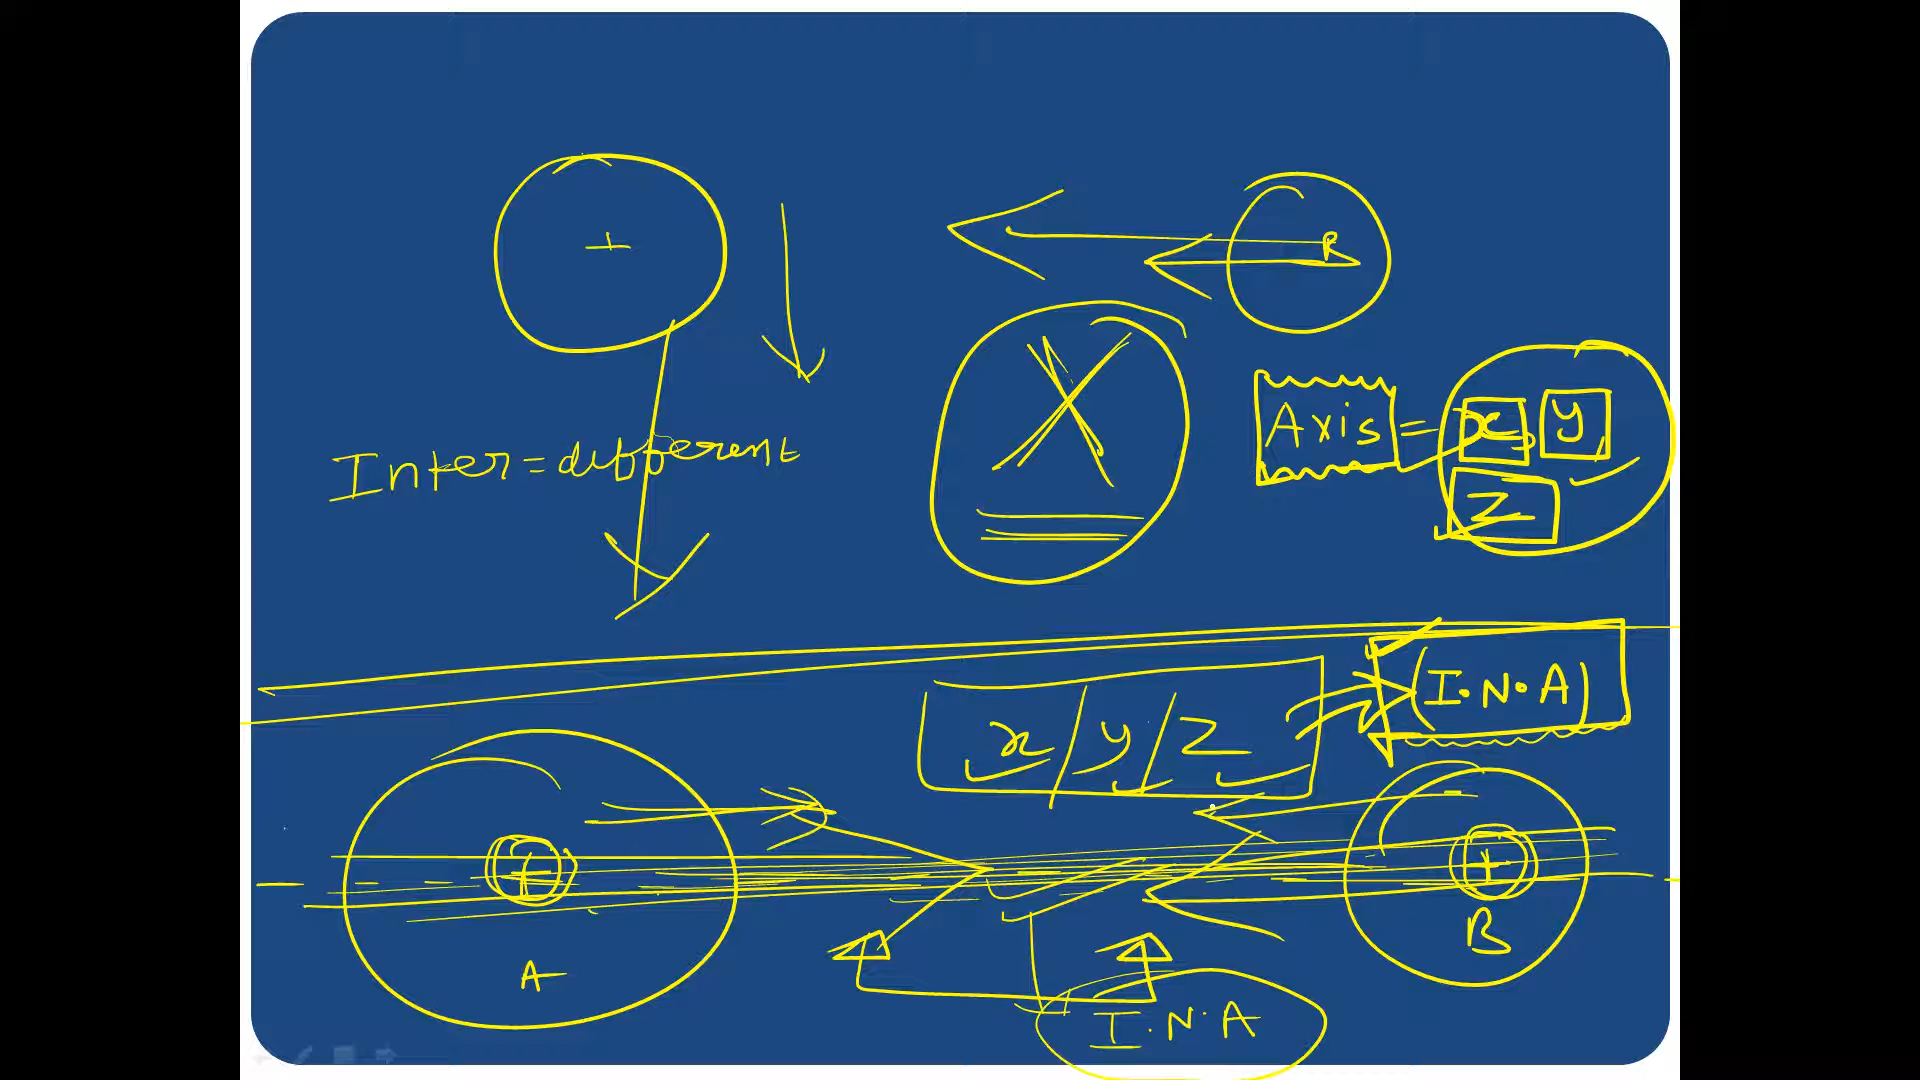 +
R
X
Axis = x, y,
z
Inter = different
(I.N.A)
x / y / z
+
+
A
B
I.N.A